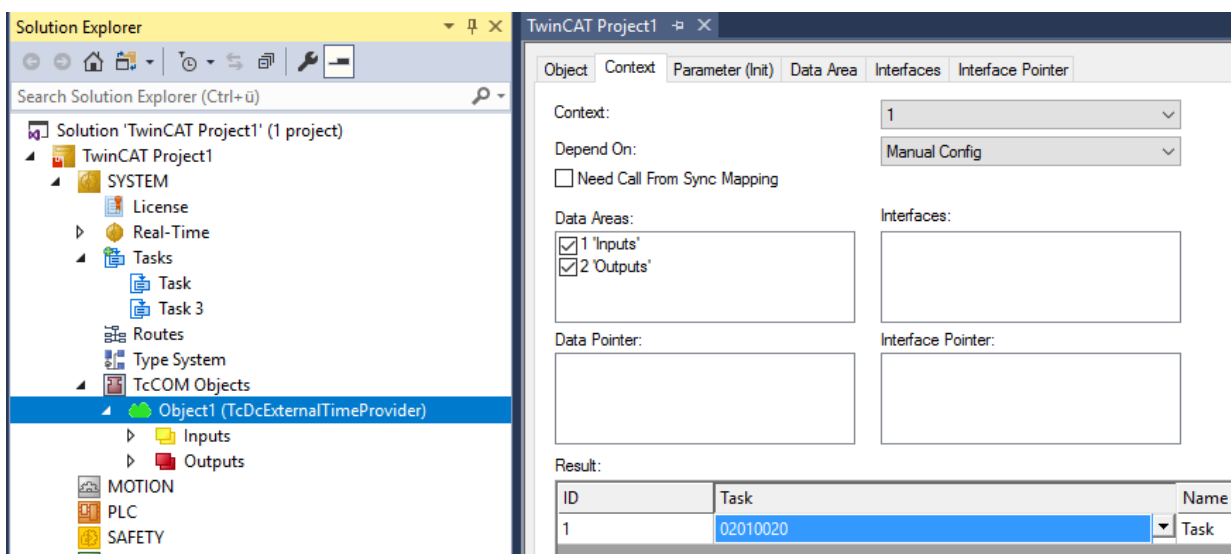 Solution Explorer
Search Solution Explorer (Ctrl+ü)
Solution 'TwinCAT Project1' (1 project)
TwinCAT Project1
SYSTEM
License
Real-Time
Tasks
Task
Task 3
Routes
Type System
TcCOM Objects
Object1 (TcDcExternalTimeProvider)
Inputs
Outputs
MOTION
PLC
SAFETY
TwinCAT Project1
Object Context Parameter (Init) Data Area Interfaces Interface Pointer
Context: 1
Depend On: Manual Config
Need Call From Sync Mapping
Data Areas: Interfaces:
1 'Inputs'
2 'Outputs'
Data Pointer: Interface Pointer:
Result:
ID Task Name
1 02010020 Task